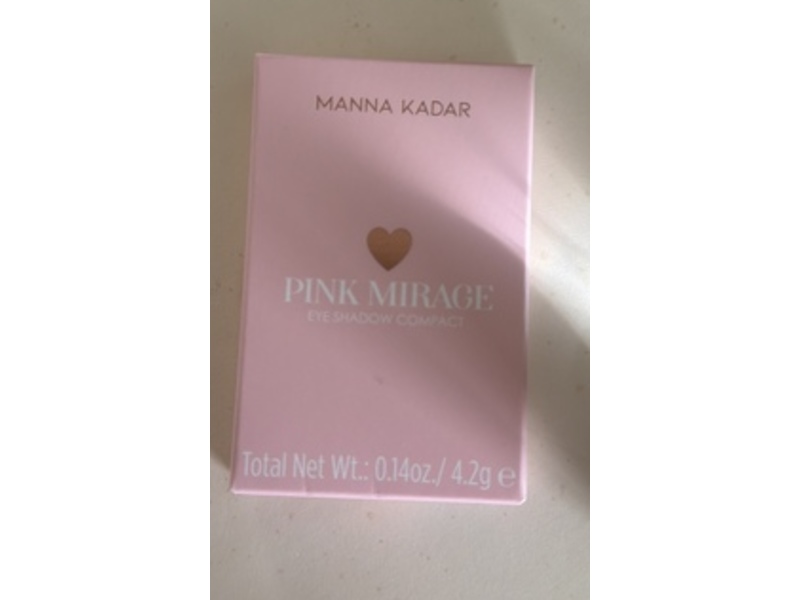 MANNA KADAR
PINK MIRAGE
EYE SHADOW COMPACT
Total Net Wt.: 0.14oz./ 4.2g ℮